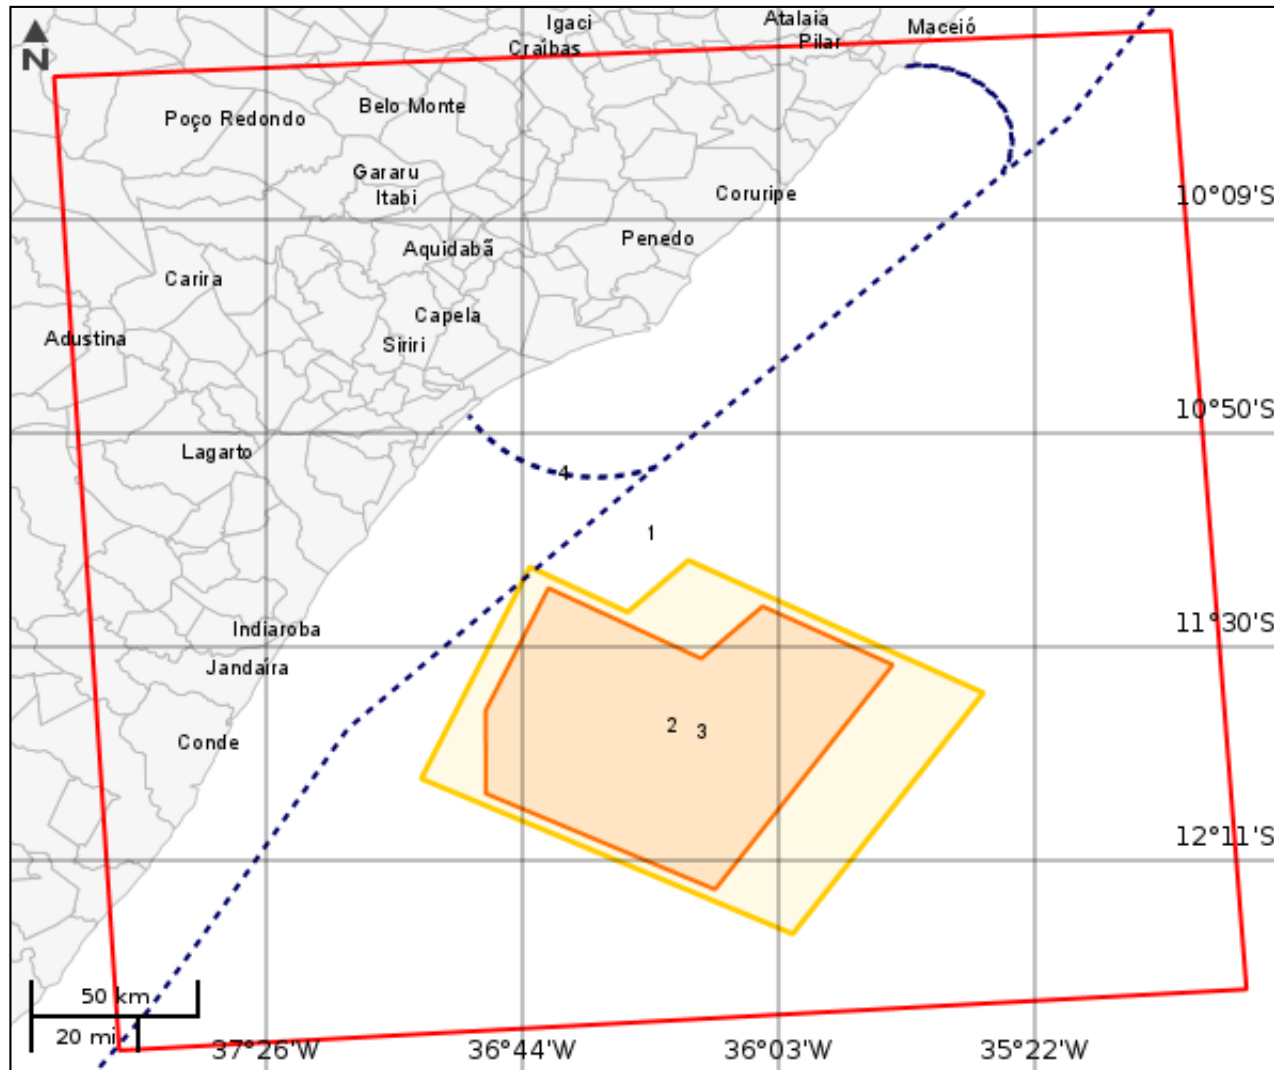 Igaci
Atalaia
Maceió
N
Craíbas
Pilar
Poço Redondo
Belo Monte
Gararu
Itabi
Coruripe
10°09'S
Aquidabã
Penedo
Carira
Capela
Adustina
Siriri
10°50'S
Lagarto
4
1
Indiaroba
11°30'S
Jandaíra
2
3
Conde
12°11'S
50 km
20 mi
37°26'W
36°44'W
36°03'W
35°22'W